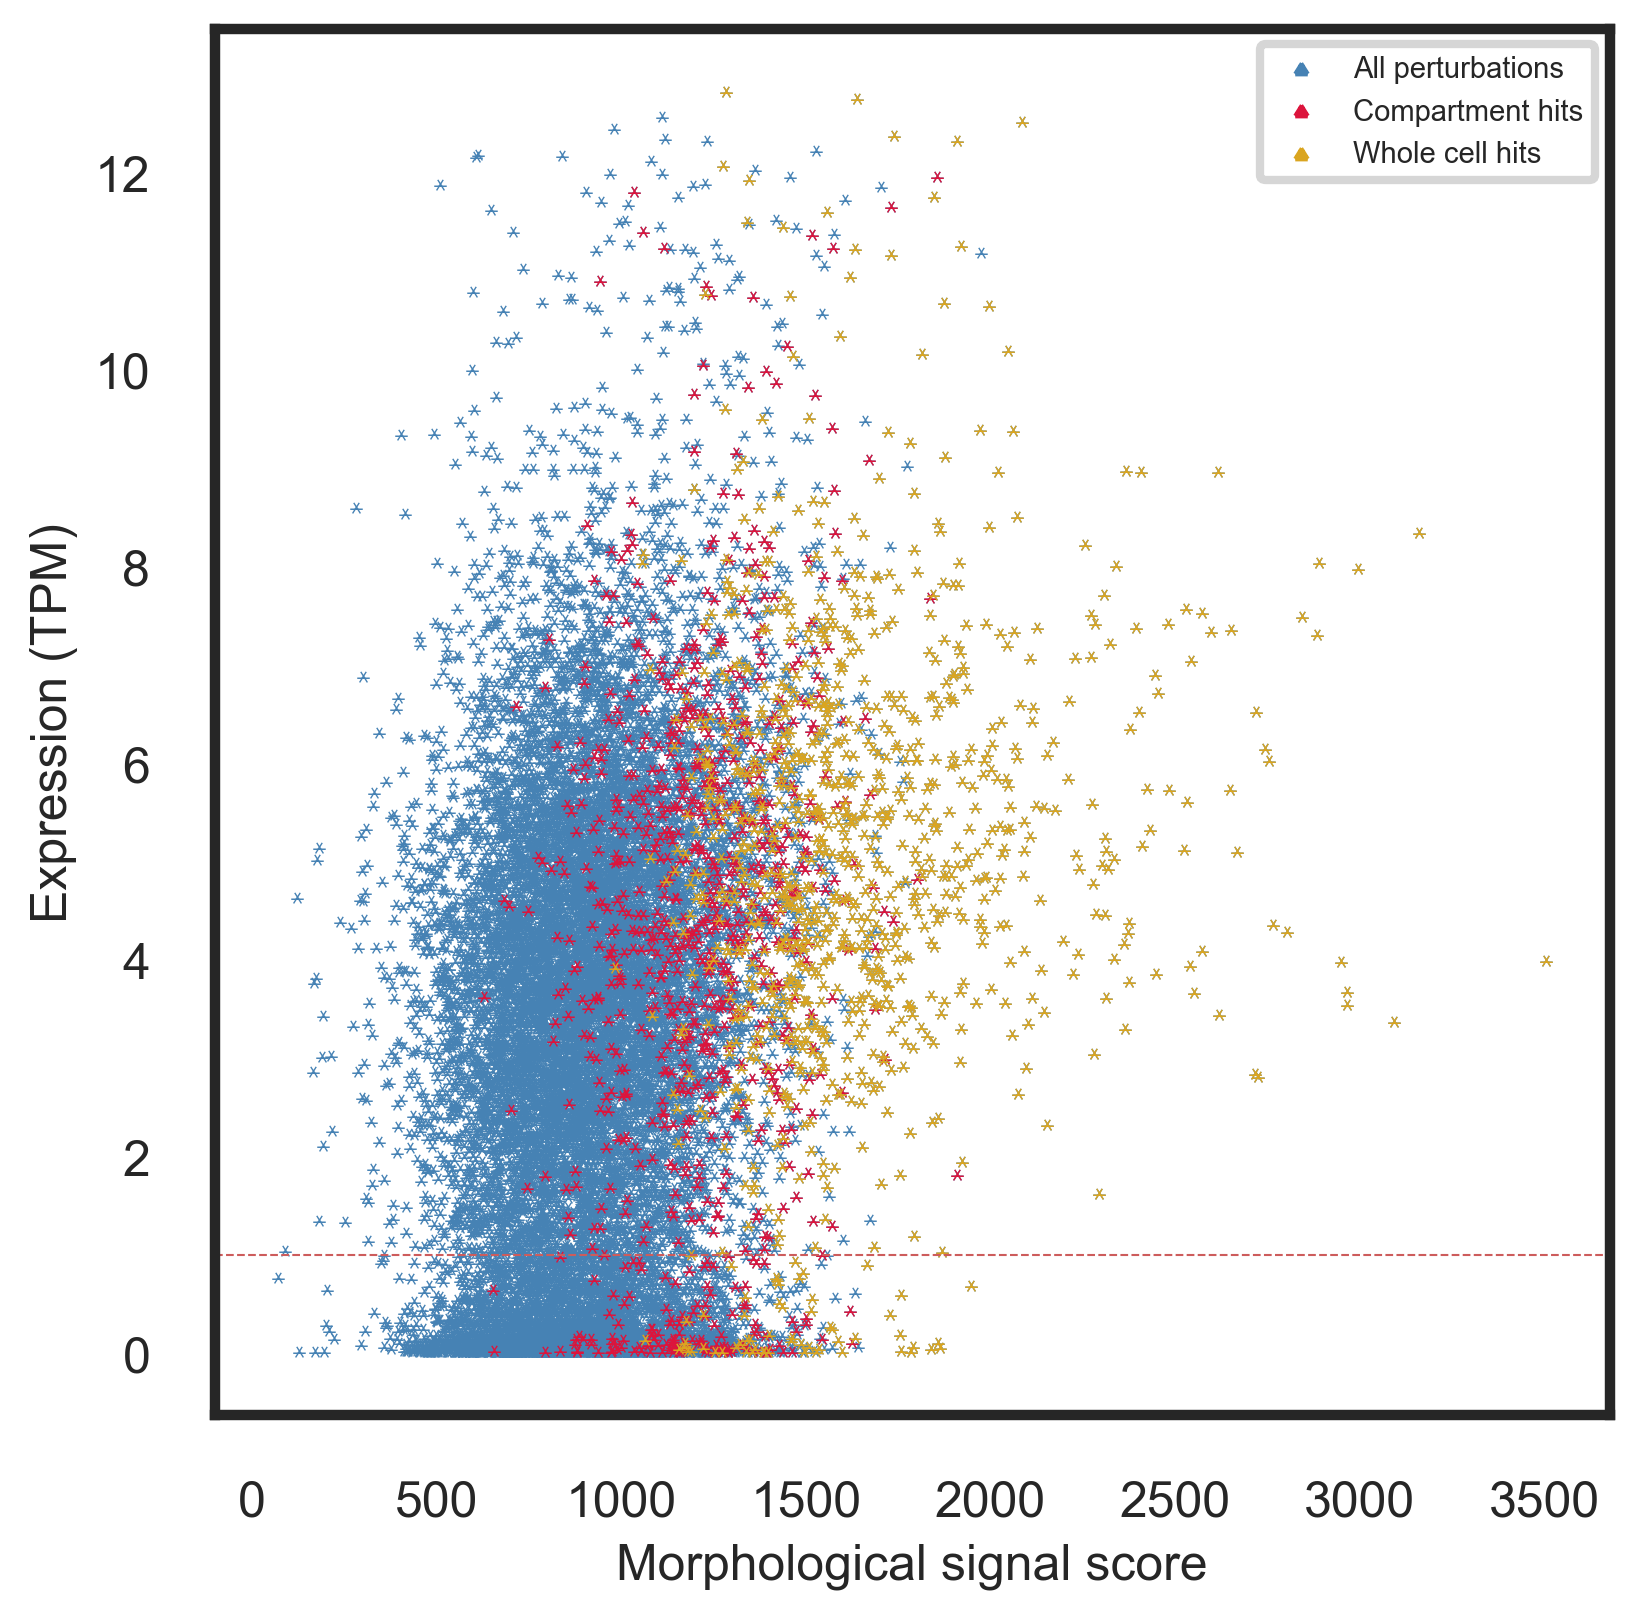 All perturbations
Compartment hits
Whole cell hits
12
10
8
6
4
2
0
Expression (TPM)
0 500 1000 1500 2000 2500 3000 3500
Morphological signal score